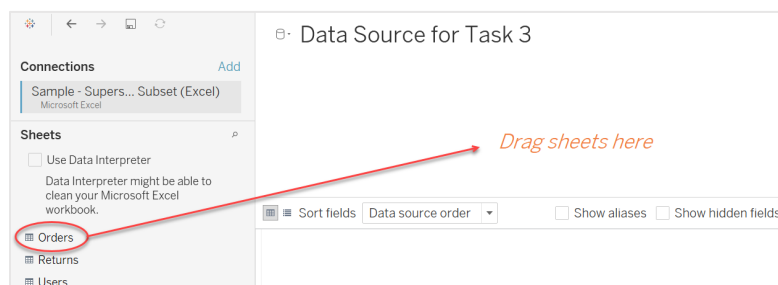 Data Source for Task 3
Connections
Add
Sample - Supers... Subset (Excel)
Microsoft Excel
Sheets
Use Data Interpreter
Data Interpreter might be able to
clean your Microsoft Excel
workbook.
Drag sheets here
Sort fields Data source order
Show aliases Show hidden fields
Orders
Returns
Users